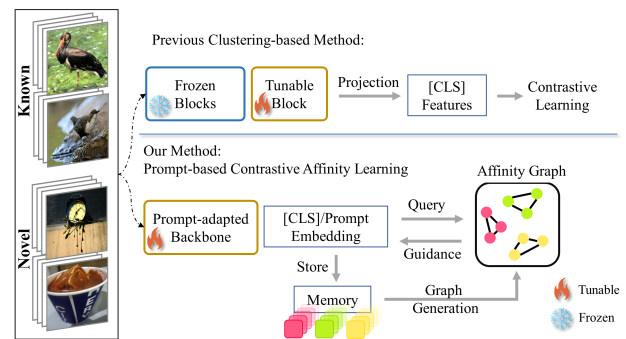 Known
Novel
Previous Clustering-based Method:
Frozen
Blocks
Tunable
Block
Projection
[CLS]
Features
Contrastive
Learning
Our Method:
Prompt-based Contrastive Affinity Learning
Affinity Graph
Prompt-adapted
Backbone
[CLS]/Prompt
Embedding
Query
Guidance
Store
Memory
Graph
Generation
Tunable
Frozen